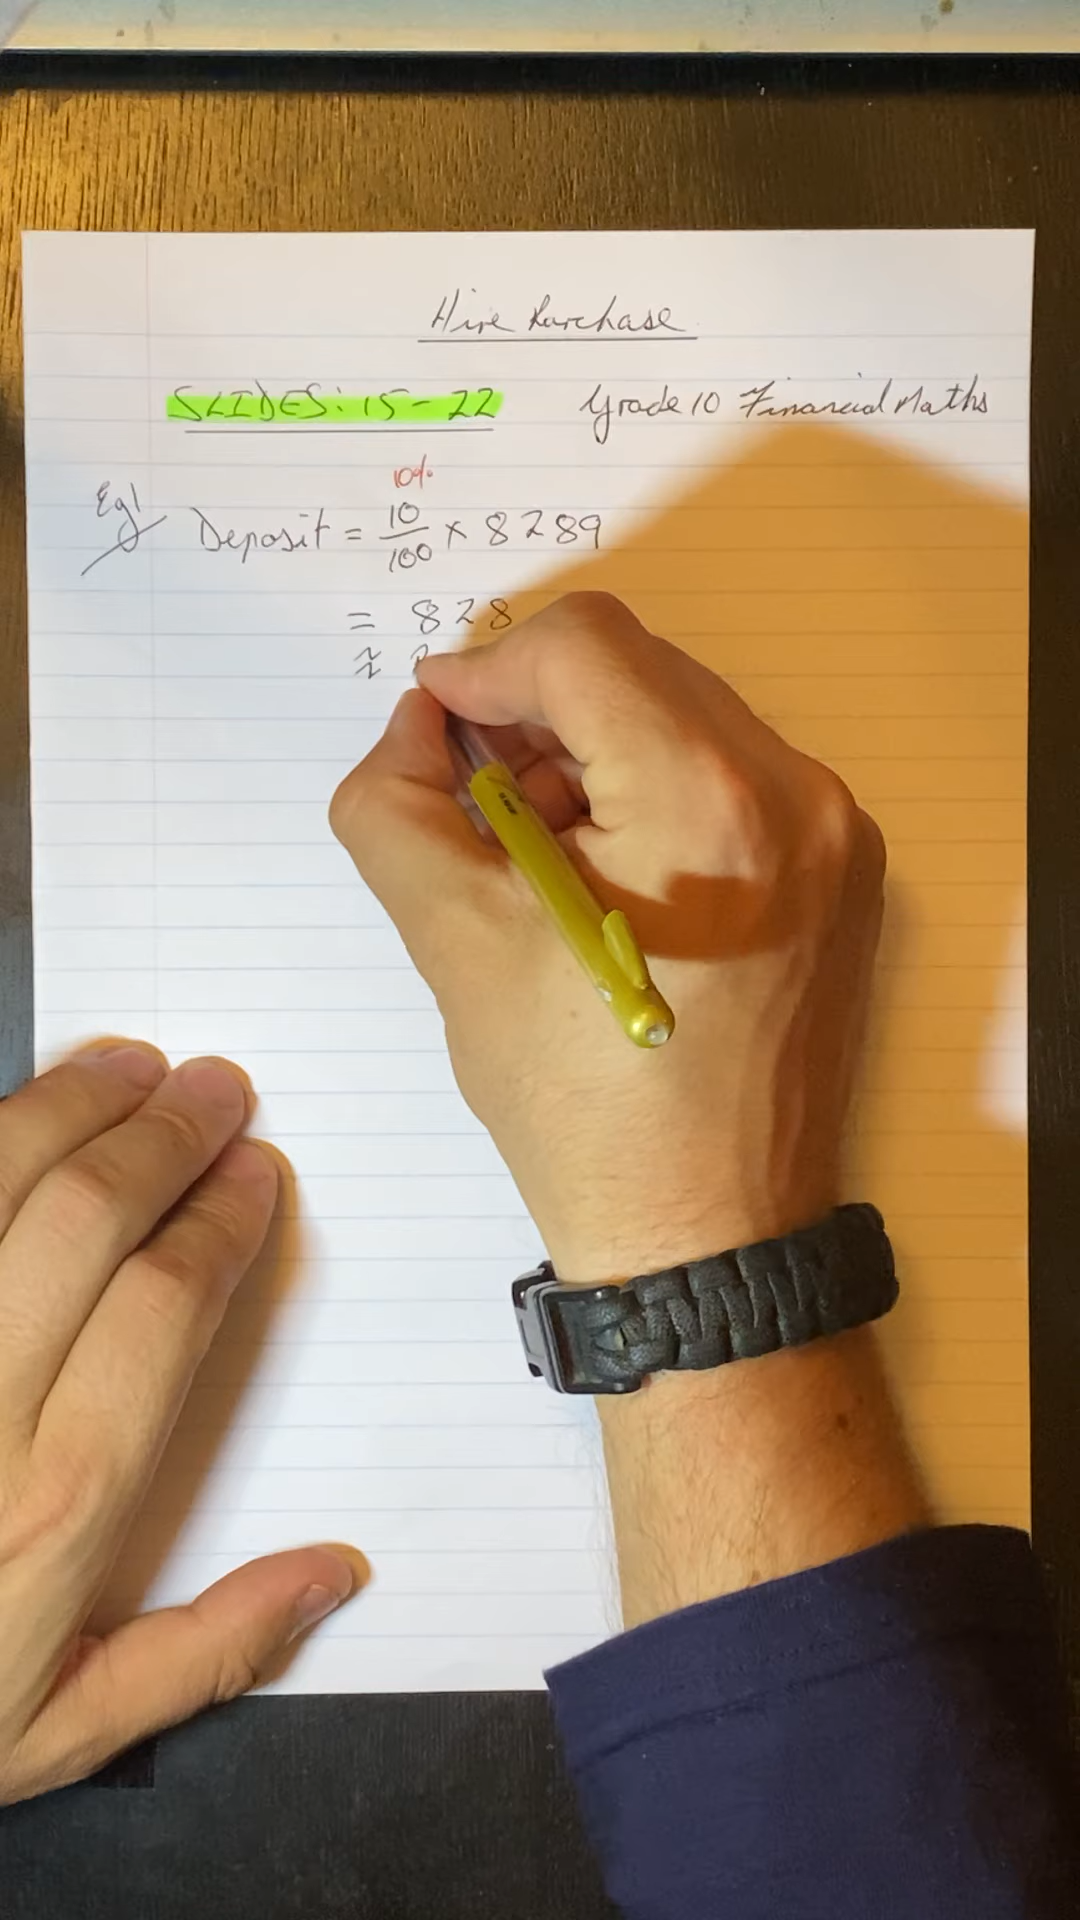 Hire Purchase
SLIDES: 15-22 Grade 10 Financial Maths
10%
Eg1 Deposit = 10/100 × 8289
= 828
≈ R